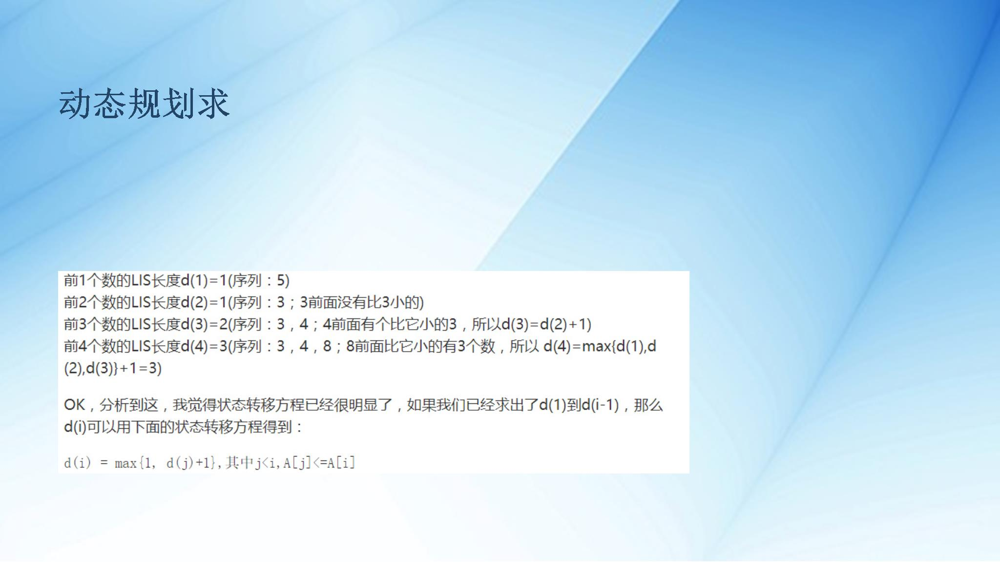 动态规划求
前1个数的LIS长度d(1)=1(序列：5)
前2个数的LIS长度d(2)=1(序列：3；3前面没有比3小的)
前3个数的LIS长度d(3)=2(序列：3，4；4前面有个比它小的3，所以d(3)=d(2)+1)
前4个数的LIS长度d(4)=3(序列：3，4，8；8前面比它小的有3个数，所以 d(4)=max{d(1),d
(2),d(3)}+1=3)
OK，分析到这，我觉得状态转移方程已经很明显了，如果我们已经求出了d(1)到d(i-1)，那么
d(i)可以用下面的状态转移方程得到：
d(i) = max{1, d(j)+1},其中j<i,A[j]<=A[i]